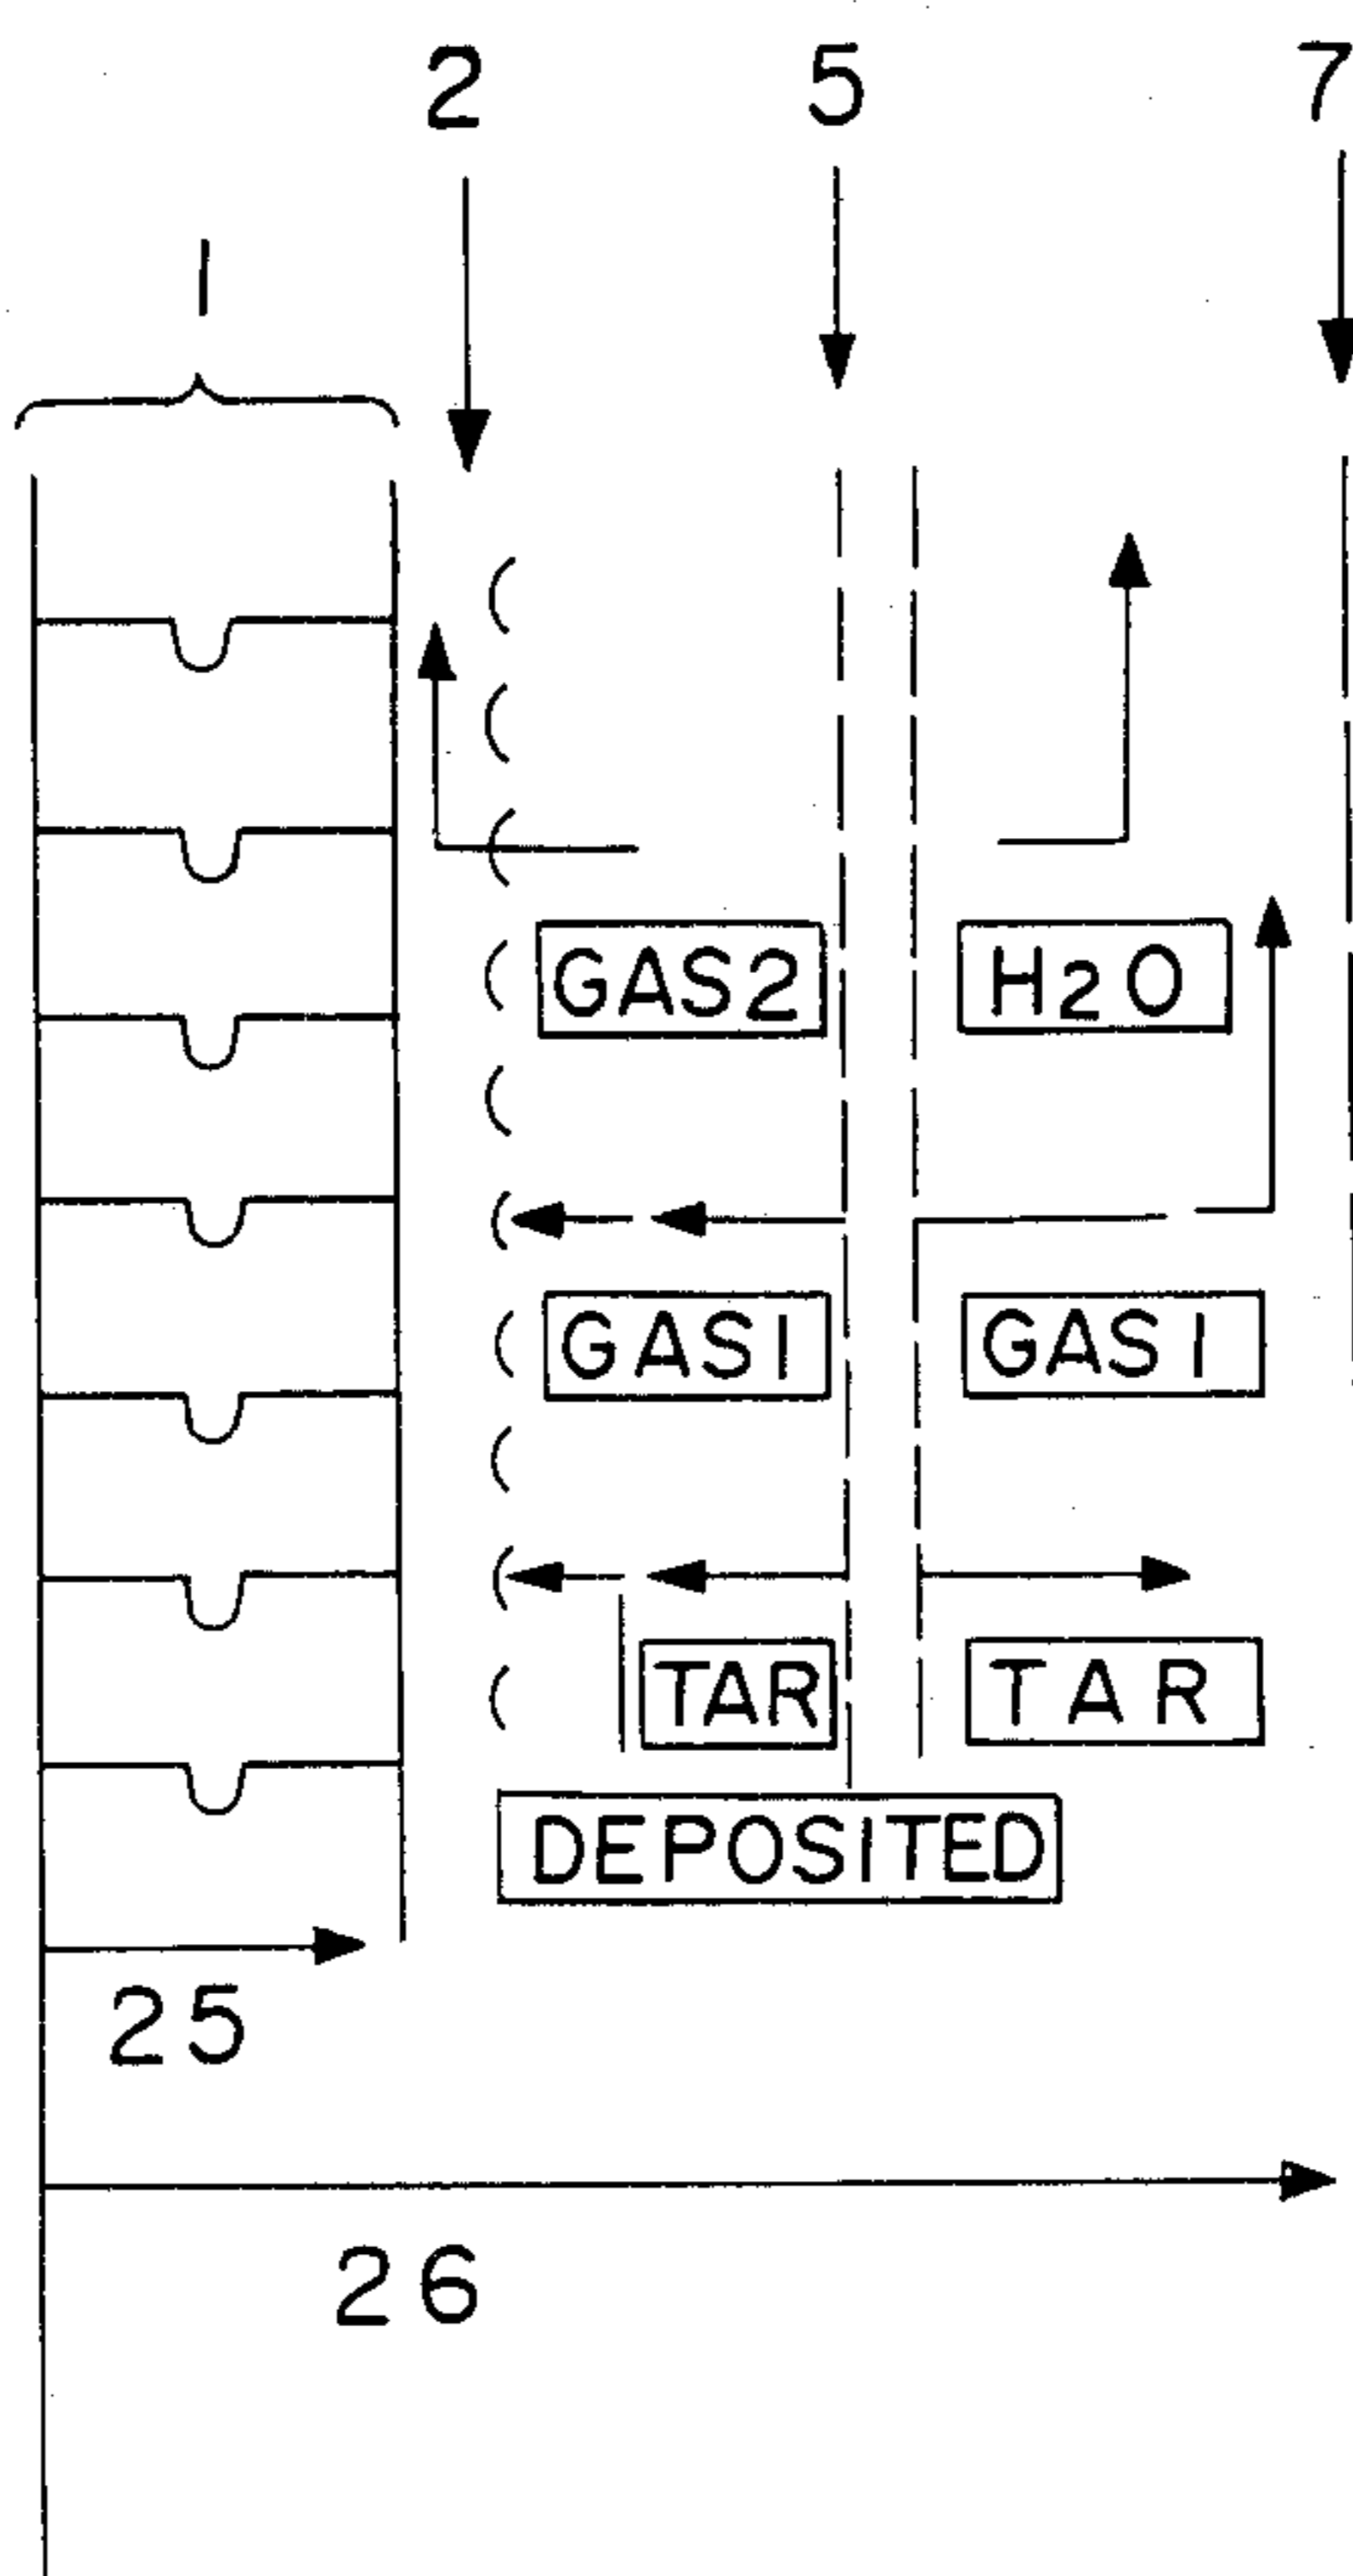 2 5 7
1
GAS2 H2O
GAS1 GAS1
TAR TAR
DEPOSITED
25
26